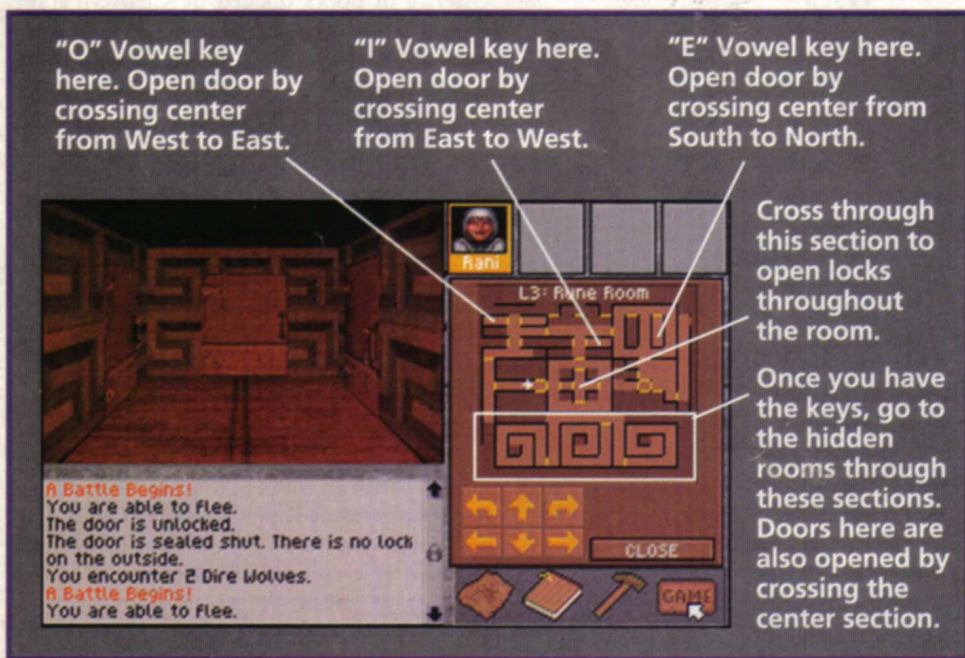 "O" Vowel key
here. Open door by
crossing center
from West to East.
"I" Vowel key here.
Open door by
crossing center
from East to West.
"E" Vowel key here.
Open door by
crossing center from
South to North.
Cross through
this section to
open locks
throughout
the room.
Once you have
the keys, go to
the hidden
rooms through
these sections.
Doors here are
also opened by
crossing the
center section.
Rani
L3: Rune Room
A Battle Begins!
You are able to flee.
The door is unlocked.
The door is sealed shut. There is no lock
on the outside.
You encounter 2 Dire Wolves.
A Battle Begins!
You are able to flee.
CLOSE
GAME